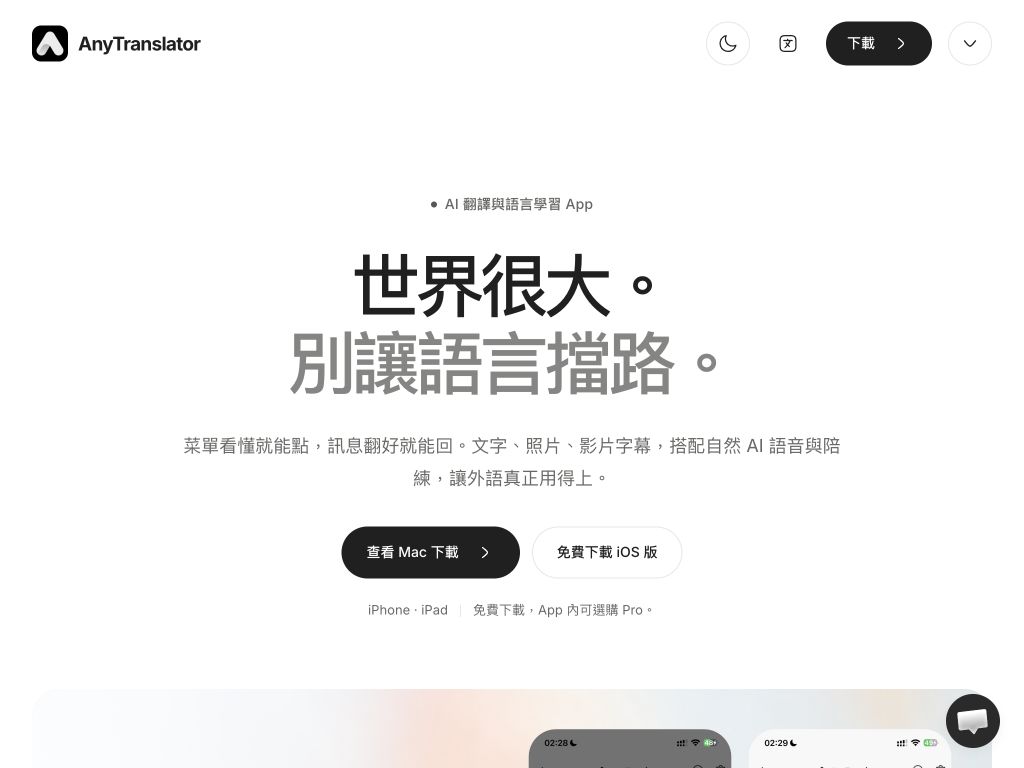 AnyTranslator
下載
AI 翻譯與語言學習 App
世界很大。
別讓語言擋路。
菜單看懂就能點，訊息翻好就能回。文字、照片、影片字幕，搭配自然 AI 語音與陪
練，讓外語真正用得上。
查看 Mac 下載
免費下載 iOS 版
iPhone · iPad
免費下載，App 內可選購 Pro。
02:28
02:29